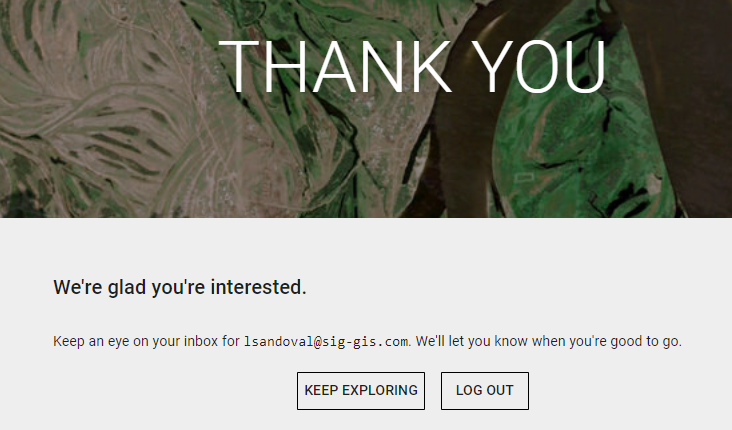 THANK YOU
We're glad you're interested.
Keep an eye on your inbox for lsandoval@sig-gis.com. We'll let you know when you're good to go.
KEEP EXPLORING LOG OUT